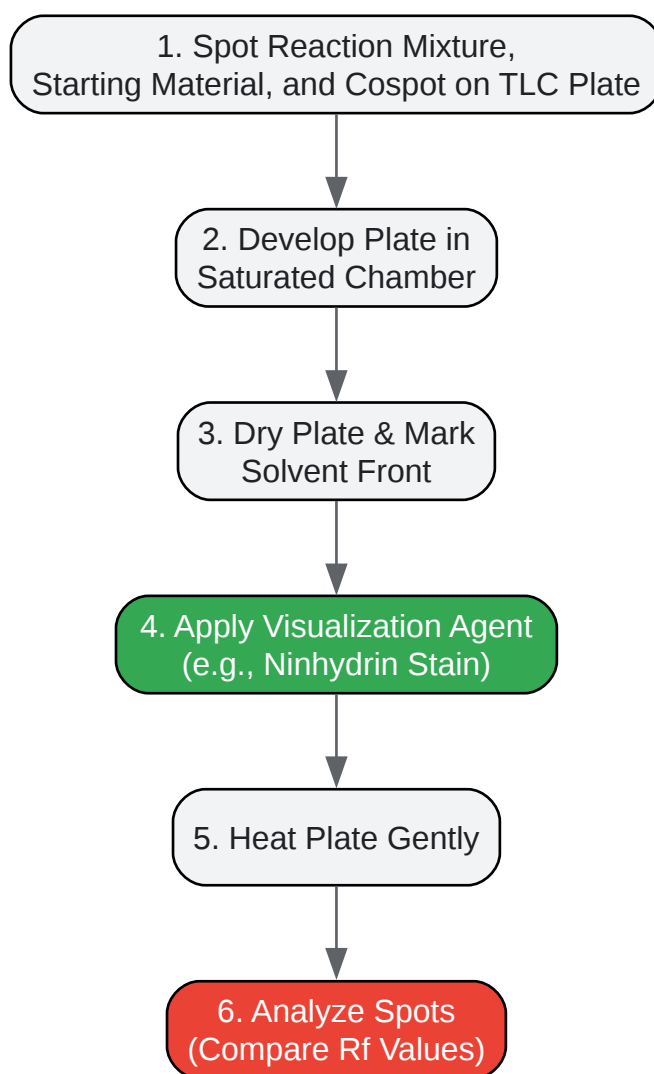 1. Spot Reaction Mixture,
Starting Material, and Cospot on TLC Plate
2. Develop Plate in
Saturated Chamber
3. Dry Plate & Mark
Solvent Front
4. Apply Visualization Agent
(e.g., Ninhydrin Stain)
5. Heat Plate Gently
6. Analyze Spots
(Compare Rf Values)